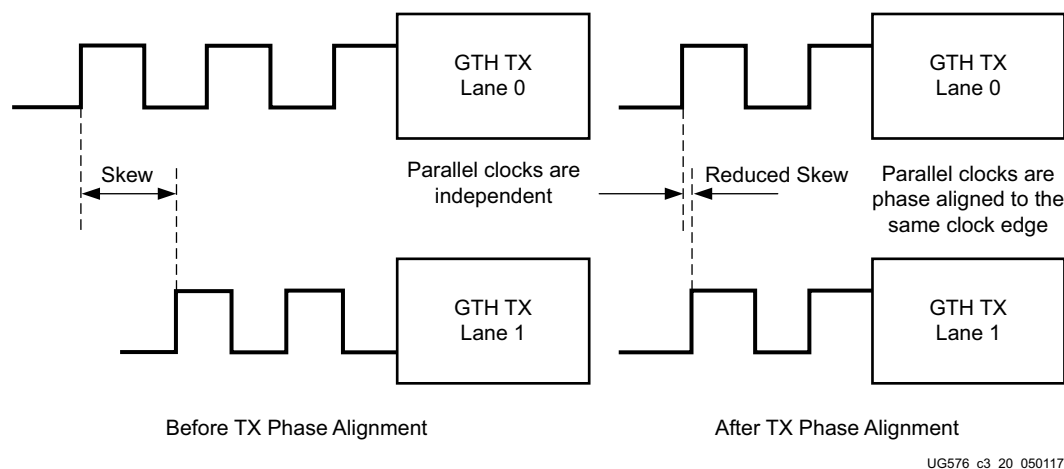 GTH TX
Lane 0
Skew
Parallel clocks are
independent
GTH TX
Lane 1
Before TX Phase Alignment
GTH TX
Lane 0
Reduced Skew
Parallel clocks are
phase aligned to the
same clock edge
GTH TX
Lane 1
After TX Phase Alignment
UG576_c3_20_050117